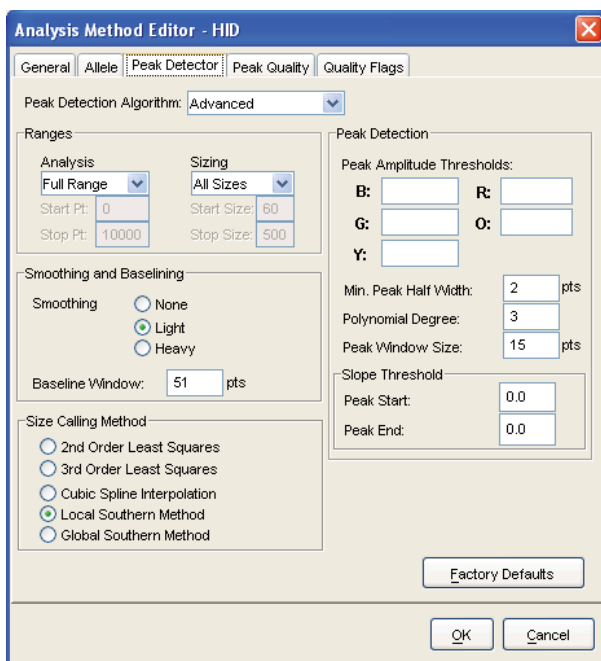 Analysis Method Editor - HID
General Allele Peak Detector Peak Quality Quality Flags
Peak Detection Algorithm: Advanced
Ranges
Analysis Sizing
Full Range All Sizes
Start Pt: 0 Start Size: 60
Stop Pt: 10000 Stop Size: 500
Smoothing and Baselining
Smoothing
None
Light
Heavy
Baseline Window: 51 pts
Size Calling Method
2nd Order Least Squares
3rd Order Least Squares
Cubic Spline Interpolation
Local Southern Method
Global Southern Method
Peak Detection
Peak Amplitude Thresholds:
B: R:
G: O:
Y:
Min. Peak Half Width: 2 pts
Polynomial Degree: 3
Peak Window Size: 15 pts
Slope Threshold
Peak Start: 0.0
Peak End: 0.0
Factory Defaults
OK Cancel